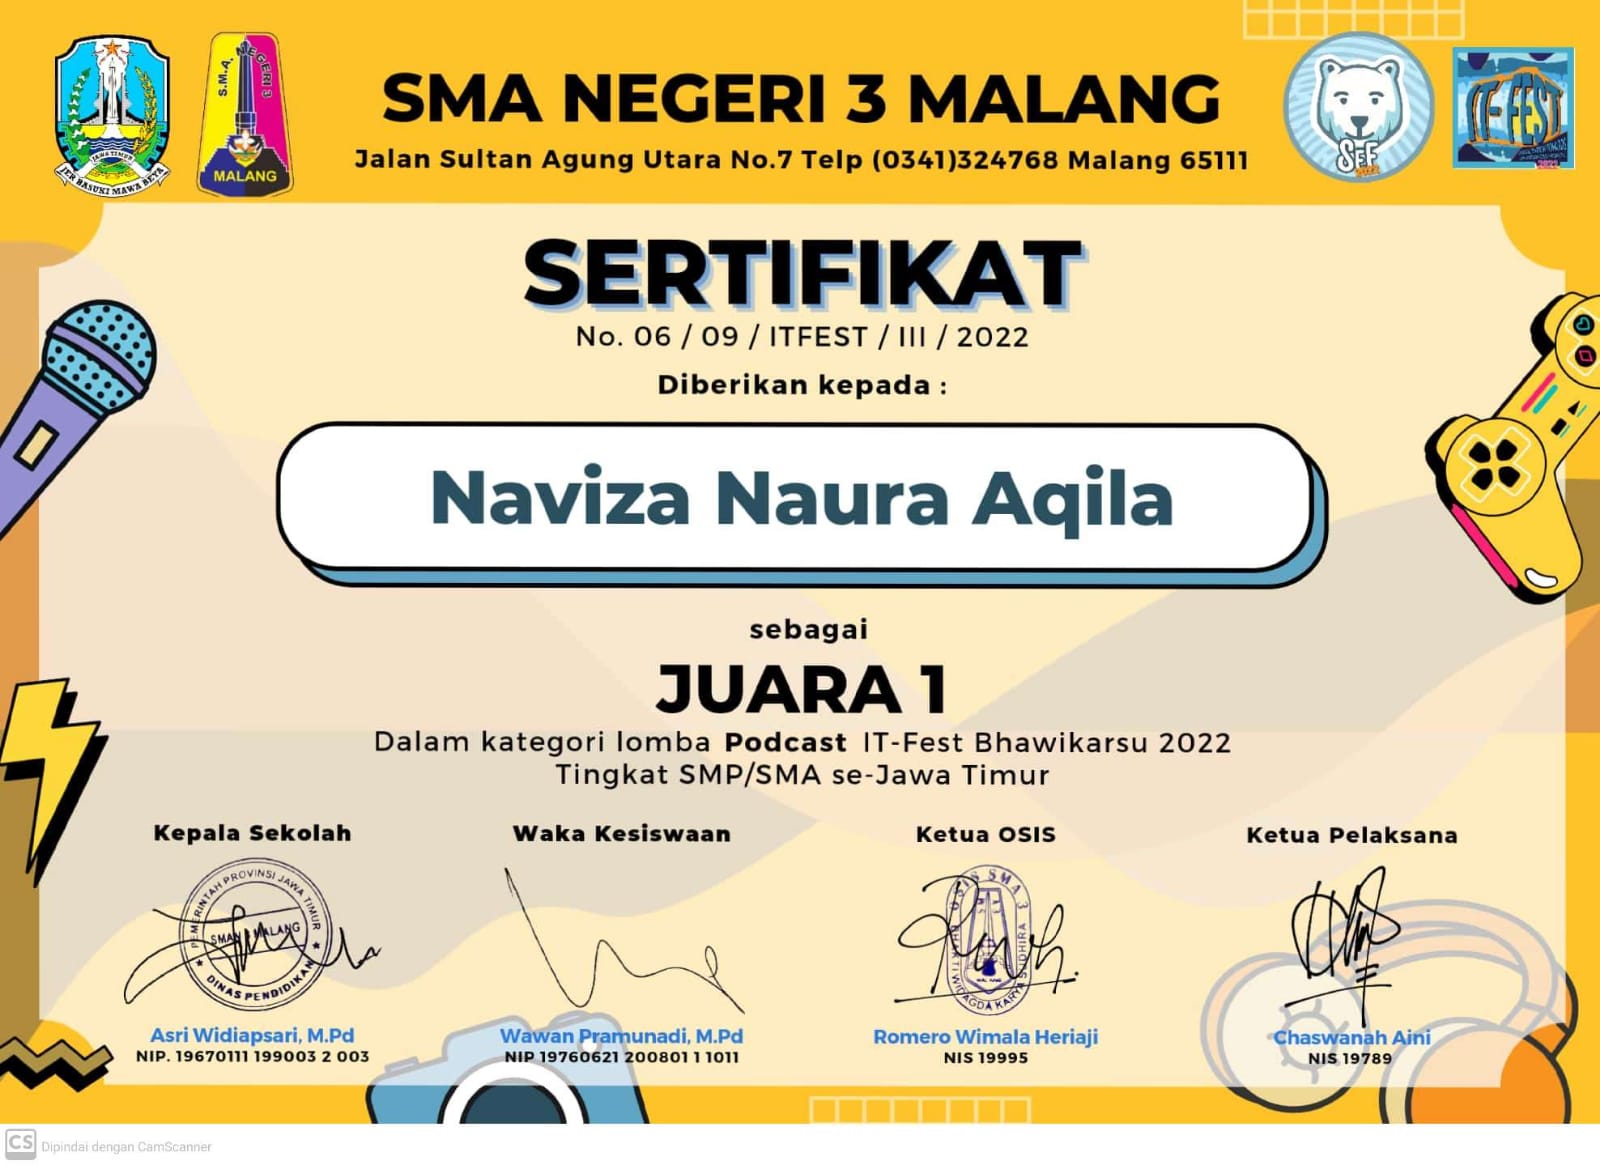 JAWA TIMUR
JER BASUKI MAWA BEYA
S.M.A. NEGERI 3
MALANG
SMA NEGERI 3 MALANG
Jalan Sultan Agung Utara No.7 Telp (0341)324768 Malang 65111
SEF
2022
IT-FEST
2022
SERTIFIKAT
No. 06 / 09 / ITFEST / III / 2022
Diberikan kepada :
Naviza Naura Aqila
sebagai
JUARA 1
Dalam kategori lomba Podcast IT-Fest Bhawikarsu 2022
Tingkat SMP/SMA se-Jawa Timur
Kepala Sekolah
PEMERINTAH PROVINSI JAWA TIMUR
SMAN 3 MALANG
DINAS PENDIDIKAN
Asri Widiapsari, M.Pd
NIP. 19670111 199003 2 003
Waka Kesiswaan
Wawan Pramunadi, M.Pd
NIP 19760621 200801 1 1011
Ketua OSIS
OSIS SMA 3
BHAKTI WIDAGDA KARYA SUDHIRA
Romero Wimala Heriaji
NIS 19995
Ketua Pelaksana
Chaswanah Aini
NIS 19789
CS Dipindai dengan CamScanner